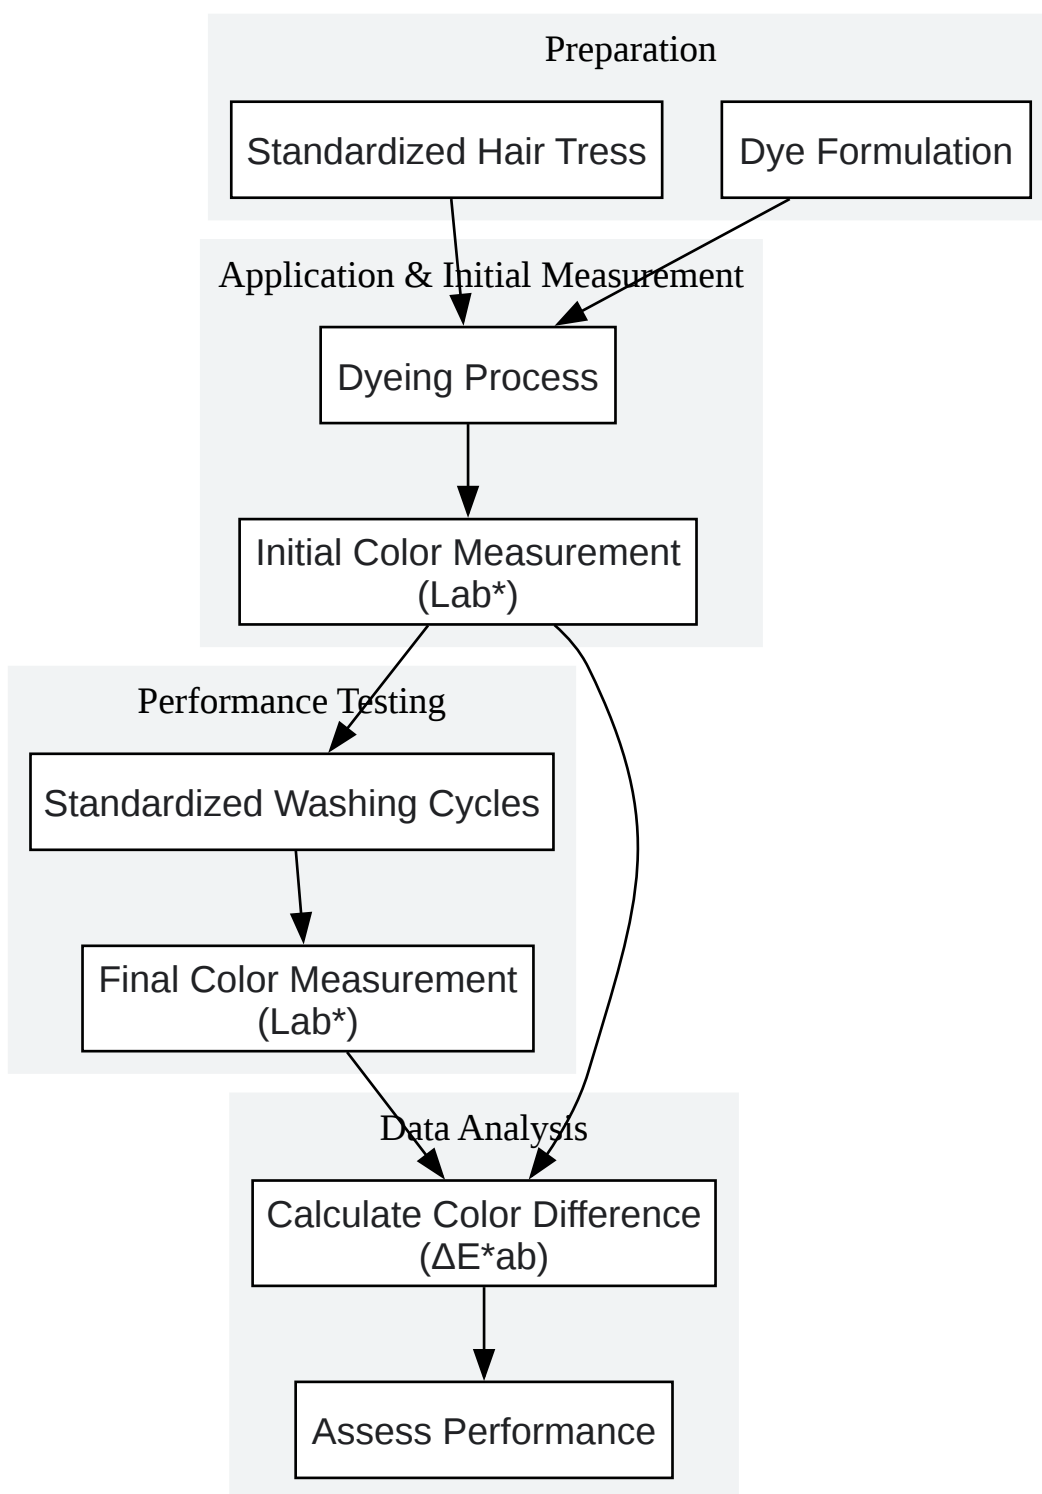 Preparation
Standardized Hair Tress
Dye Formulation
Application & Initial Measurement
Dyeing Process
Initial Color Measurement
(Lab*)
Performance Testing
Standardized Washing Cycles
Final Color Measurement
(Lab*)
Data Analysis
Calculate Color Difference
(ΔE*ab)
Assess Performance